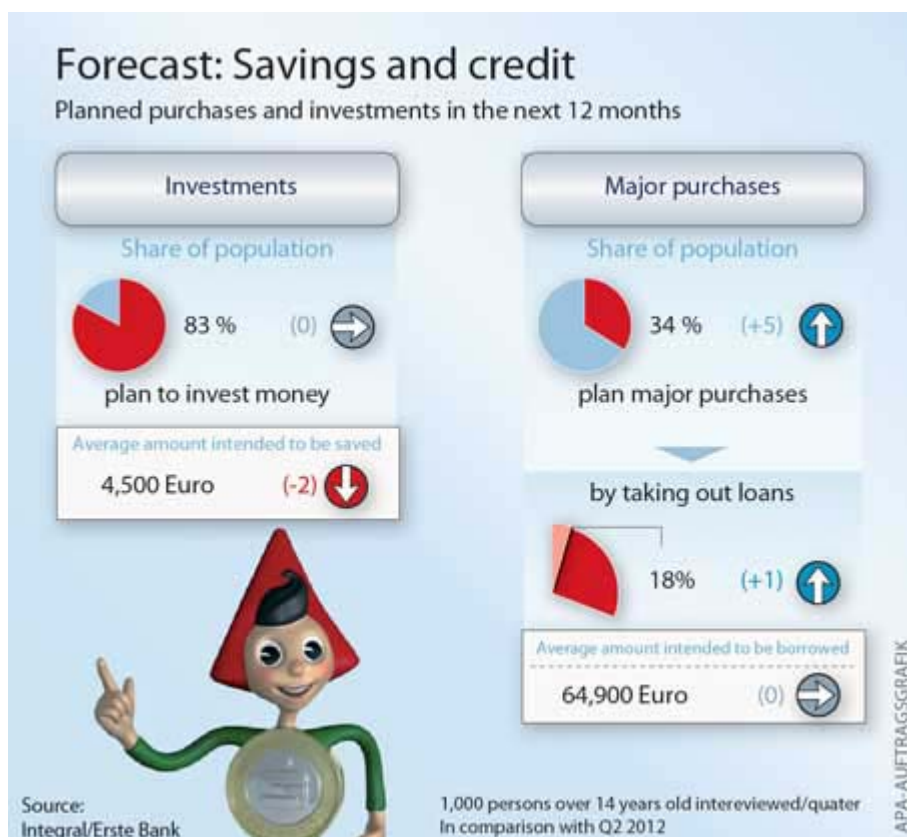 Forecast: Savings and credit
Planned purchases and investments in the next 12 months
Investments
Share of population
83 % (0)
plan to invest money
Average amount intended to be saved
4,500 Euro (-2)
Major purchases
Share of population
34 % (+5)
plan major purchases
by taking out loans
18% (+1)
Average amount intended to be borrowed
64,900 Euro (0)
Source:
Integral/Erste Bank
1,000 persons over 14 years old intereviewed/quater
In comparison with Q2 2012
APA-AUFTRAGSGRAFIK